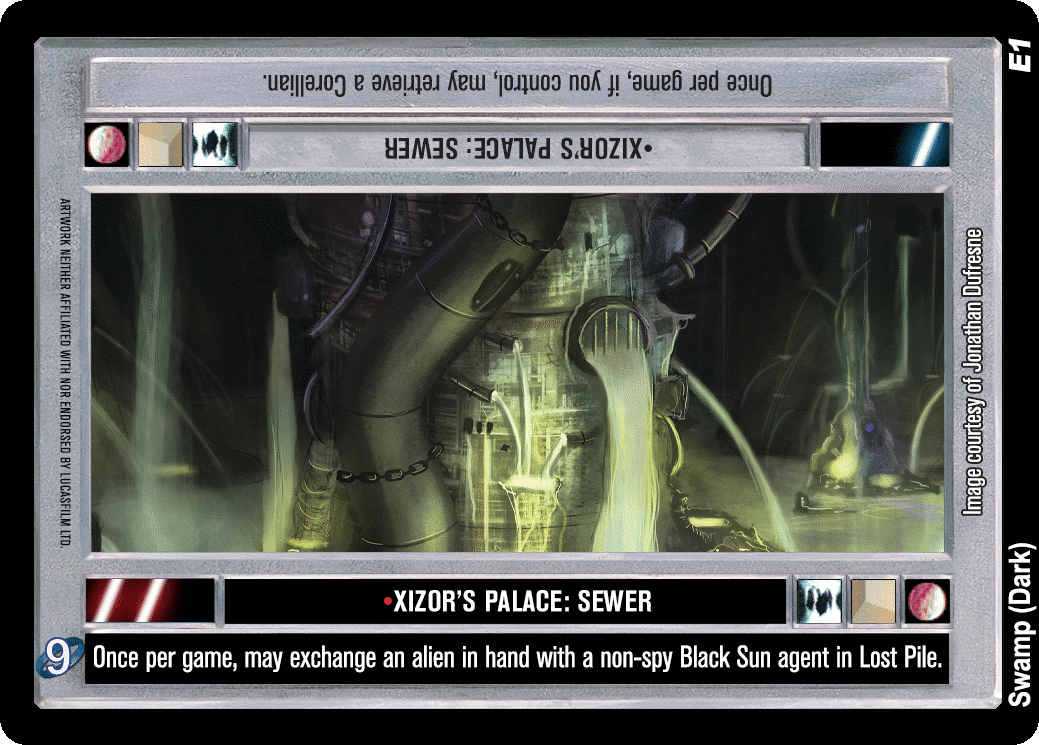 Once per game, if you control, may retrieve a Corellian.
•XIZOR'S PALACE: SEWER
ARTWORK NEITHER AFFILIATED WITH NOR ENDORSED BY LUCASFILM LTD.
Image courtesy of Jonathan Dufresne
E1
Swamp (Dark)
•XIZOR'S PALACE: SEWER
9
Once per game, may exchange an alien in hand with a non-spy Black Sun agent in Lost Pile.